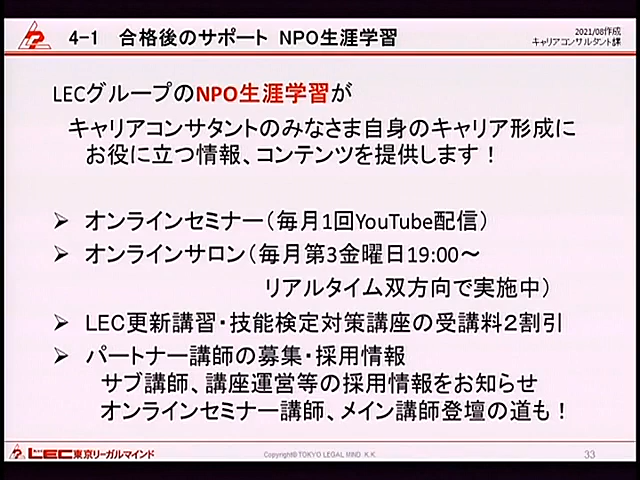 4-1 合格後のサポート NPO生涯学習
2021/08作成
キャリアコンサルタント課
LECグループのNPO生涯学習が
キャリアコンサタントのみなさま自身のキャリア形成に
お役に立つ情報、コンテンツを提供します！
➢ オンラインセミナー（毎月1回YouTube配信）
➢ オンラインサロン（毎月第3金曜日19:00～
リアルタイム双方向で実施中）
➢ LEC更新講習・技能検定対策講座の受講料２割引
➢ パートナー講師の募集・採用情報
サブ講師、講座運営等の採用情報をお知らせ
オンラインセミナー講師、メイン講師登壇の道も！
LEC東京リーガルマインド
Copyright© TOKYO LEGAL MIND K.K.
33